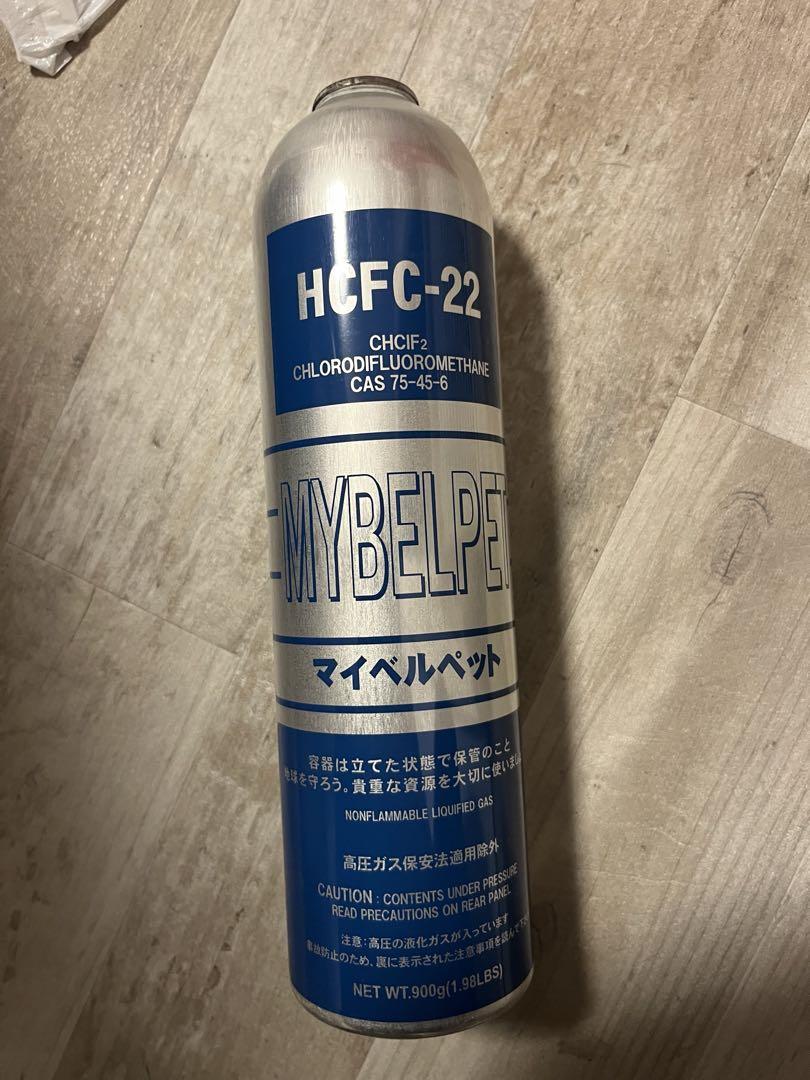 HCFC-22
CHClF₂
CHLORODIFLUOROMETHANE
CAS 75-45-6
MYBELPET
マイベルペット
容器は立てた状態で保管のこと
地球を守ろう。貴重な資源を大切に使いましょ
NONFLAMMABLE LIQUIFIED GAS
高圧ガス保安法適用除外
CAUTION : CONTENTS UNDER PRESSURE
READ PRECAUTIONS ON REAR PANEL
注意:高圧の液化ガスが入っています
事故防止のため、裏に表示された注意事項を読んで下さ
NET WT.900g(1.98LBS)